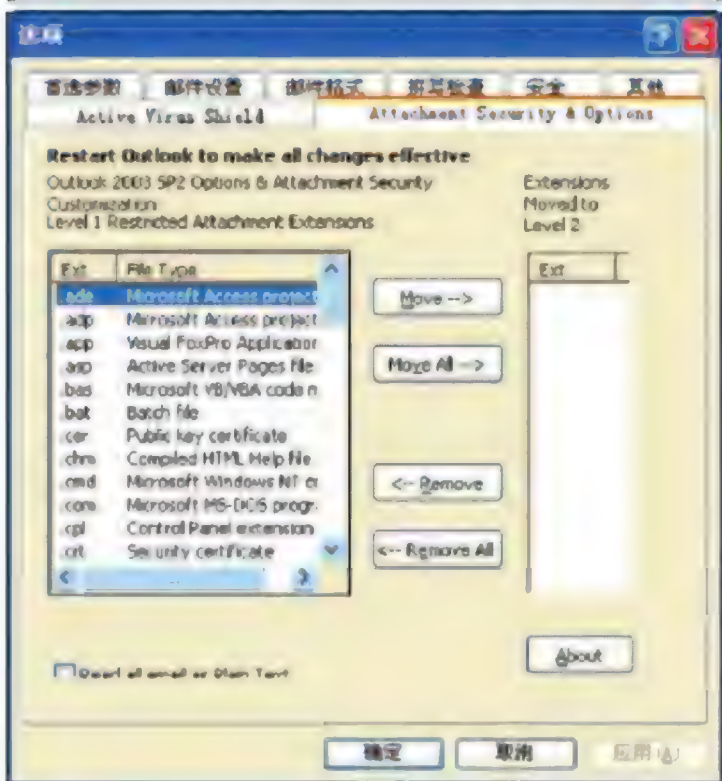 选项
首选参数 邮件设置 邮件格式 拼写检查 安全 其他
Active Virus Shield Attachment Security & Options
Restart Outlook to make all changes effective
Outlook 2003 SP2 Options & Attachment Security
Customization
Level 1 Restricted Attachment Extensions
Extensions
Moved to
Level 2
Ext File Type
.ade Microsoft Access project
.adp Microsoft Access project
.app Visual FoxPro Application
.asp Active Server Pages file
.bas Microsoft VB/VBA code m
.bat Batch file
.cer Public key certificate
.chm Compiled HTML Help file
.cmd Microsoft Windows NT
.com Microsoft MS-DOS progr
.cpl Control Panel extension
.crt Security certificate
Ext
Move -->
Move All -->
<-- Remove
<-- Remove All
About
Read all email as Plain Text
确定 取消 应用(A)